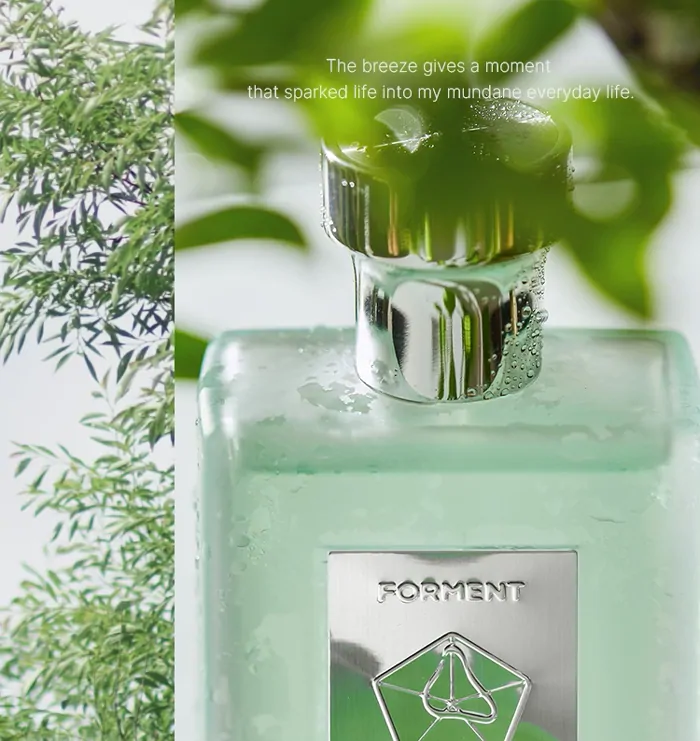 The breeze gives a moment
that sparked life into my mundane everyday life.
FORMENT